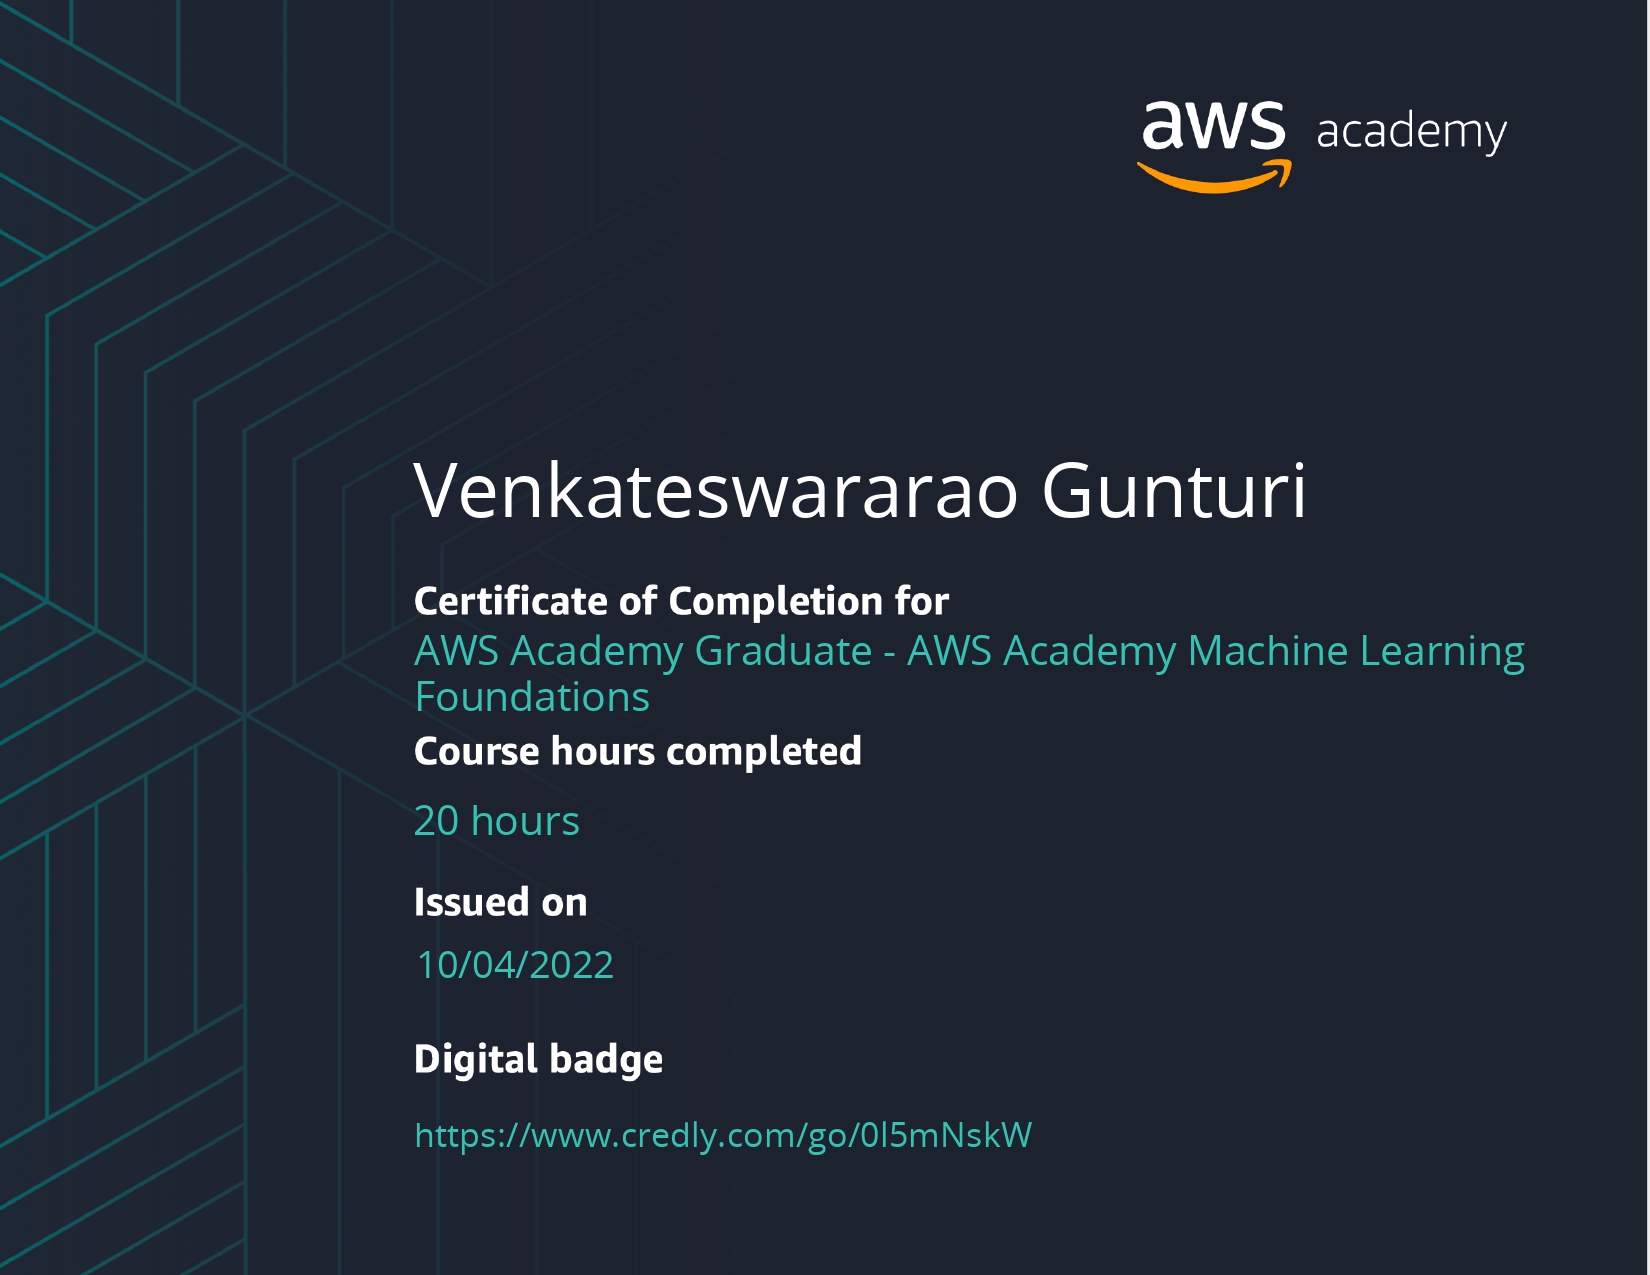 aws academy
Venkateswararao Gunturi
Certificate of Completion for
AWS Academy Graduate - AWS Academy Machine Learning
Foundations
Course hours completed
20 hours
Issued on
10/04/2022
Digital badge
https://www.credly.com/go/0l5mNskW